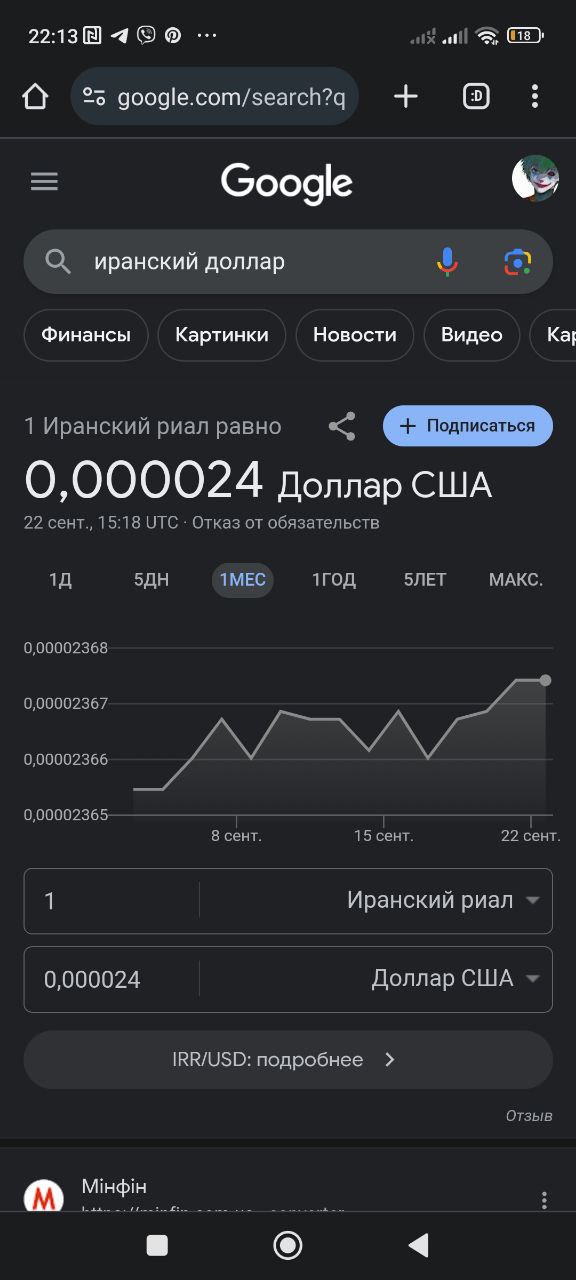 22:13
18
google.com/search?q
:D
Google
иранский доллар
Финансы Картинки Новости Видео Кар
1 Иранский риал равно
+ Подписаться
0,000024 Доллар США
22 сент., 15:18 UTC · Отказ от обязательств
1Д 5ДН 1МЕС 1ГОД 5ЛЕТ МАКС.
0,00002368
0,00002367
0,00002366
0,00002365
8 сент. 15 сент. 22 сент.
1 Иранский риал
0,000024 Доллар США
IRR/USD: подробнее
Отзыв
М
Мінфін